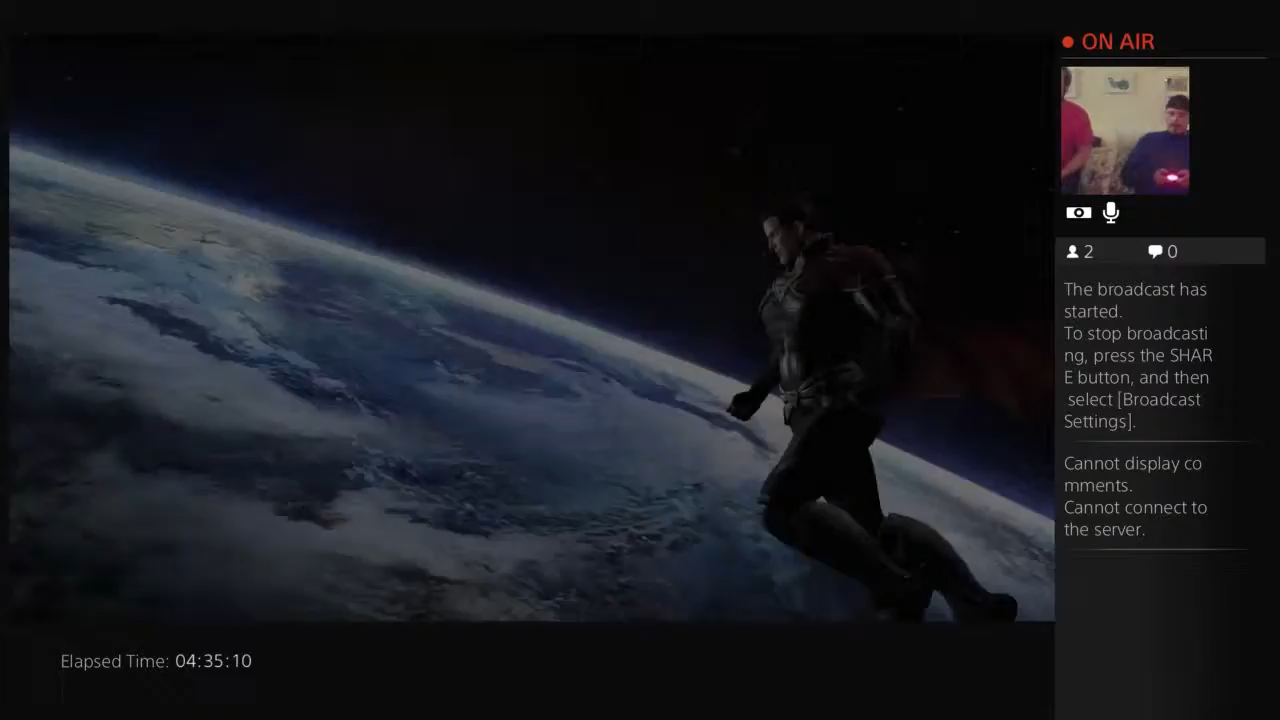 ON AIR
2 0
The broadcast has
started.
To stop broadcasti
ng, press the SHAR
E button, and then
select [Broadcast
Settings].
Cannot display co
mments.
Cannot connect to
the server.
Elapsed Time: 04:35:10